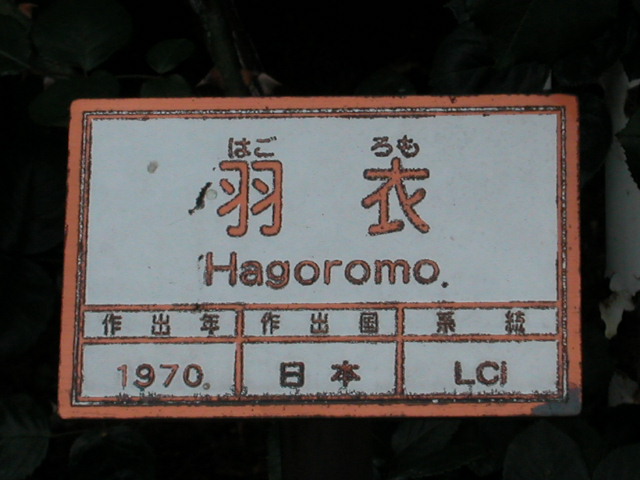 はごろも
羽衣
Hagoromo.
作出年 作出国 系統
1970. 日本 LCl